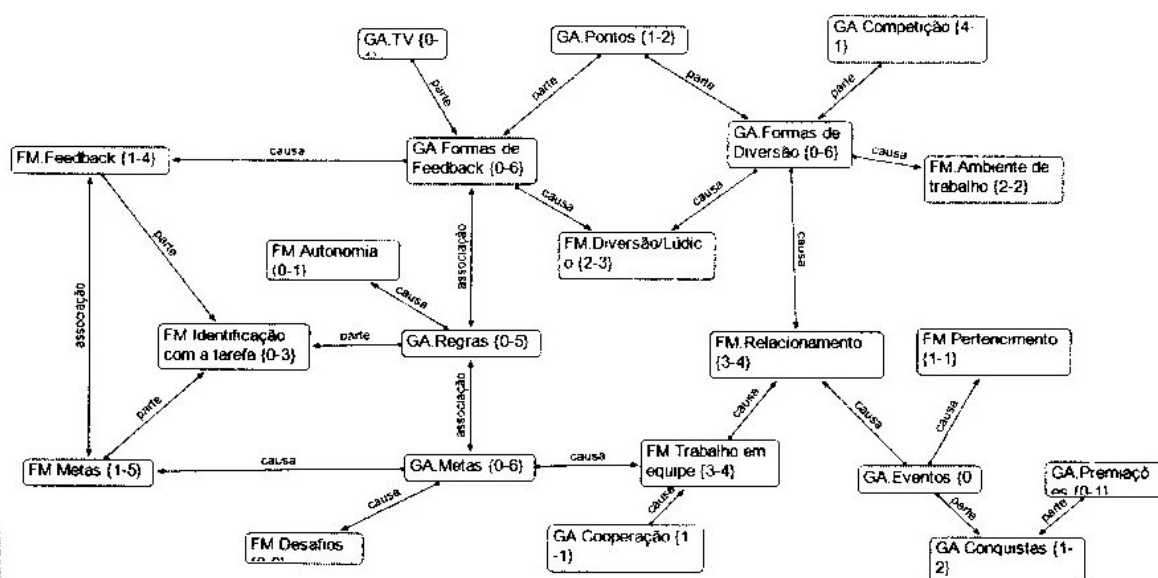 GA.TV {0-
GA.Pontos {1-2}
GA Competição {4-
1}
parte
parte
parte
parte
FM.Feedback {1-4}
causa
GA Formas de
Feedback {0-6}
GA.Formas de
Diversão {0-6}
causa
FM.Ambiente de
trabalho {2-2}
causa
causa
parte
associação
FM Autonomia
{0-1}
associação
FM.Diversão/Lúdic
o {2-3}
causa
causa
FM Identificação
com a tarefa {0-3}
parte
GA.Regras {0-5}
FM.Relacionamento
{3-4}
FM Pertencimento
{1-1}
parte
associação
causa
causa
causa
FM Metas {1-5}
causa
GA.Metas {0-6}
causa
FM Trabalho em
equipe {3-4}
GA.Eventos {0
GA.Premiaçõ
es {0-1}
causa
causa
parte
parte
FM Desafios
GA Cooperação {1
-1}
GA Conquistas {1-
2}